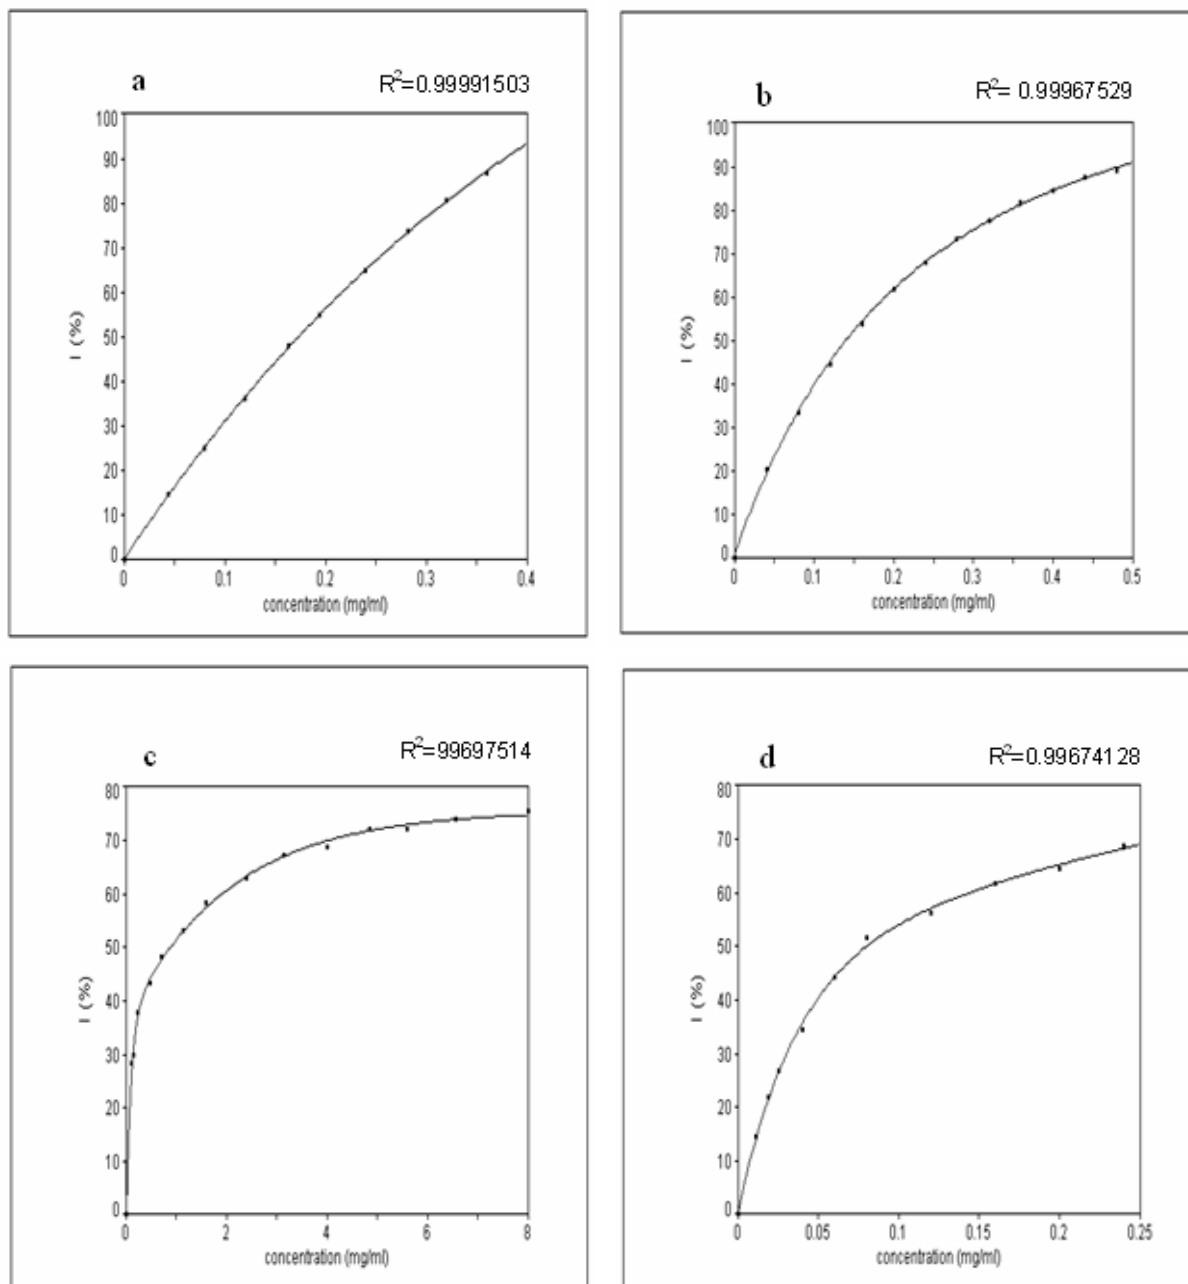 a
R²=0.99991503
100
90
80
70
60
50
40
30
20
10
0
I (%)
0 0.1 0.2 0.3 0.4
concentration (mg/ml)
b
R²= 0.99967529
100
90
80
70
60
50
40
30
20
10
0
I (%)
0 0.1 0.2 0.3 0.4 0.5
concentration (mg/ml)
c
R²=99697514
80
70
60
50
40
30
20
10
0
I (%)
0 2 4 6 8
concentration (mg/ml)
d
R²=0.99674128
80
70
60
50
40
30
20
10
0
I (%)
0 0.05 0.1 0.15 0.2 0.25
concentration (mg/ml)